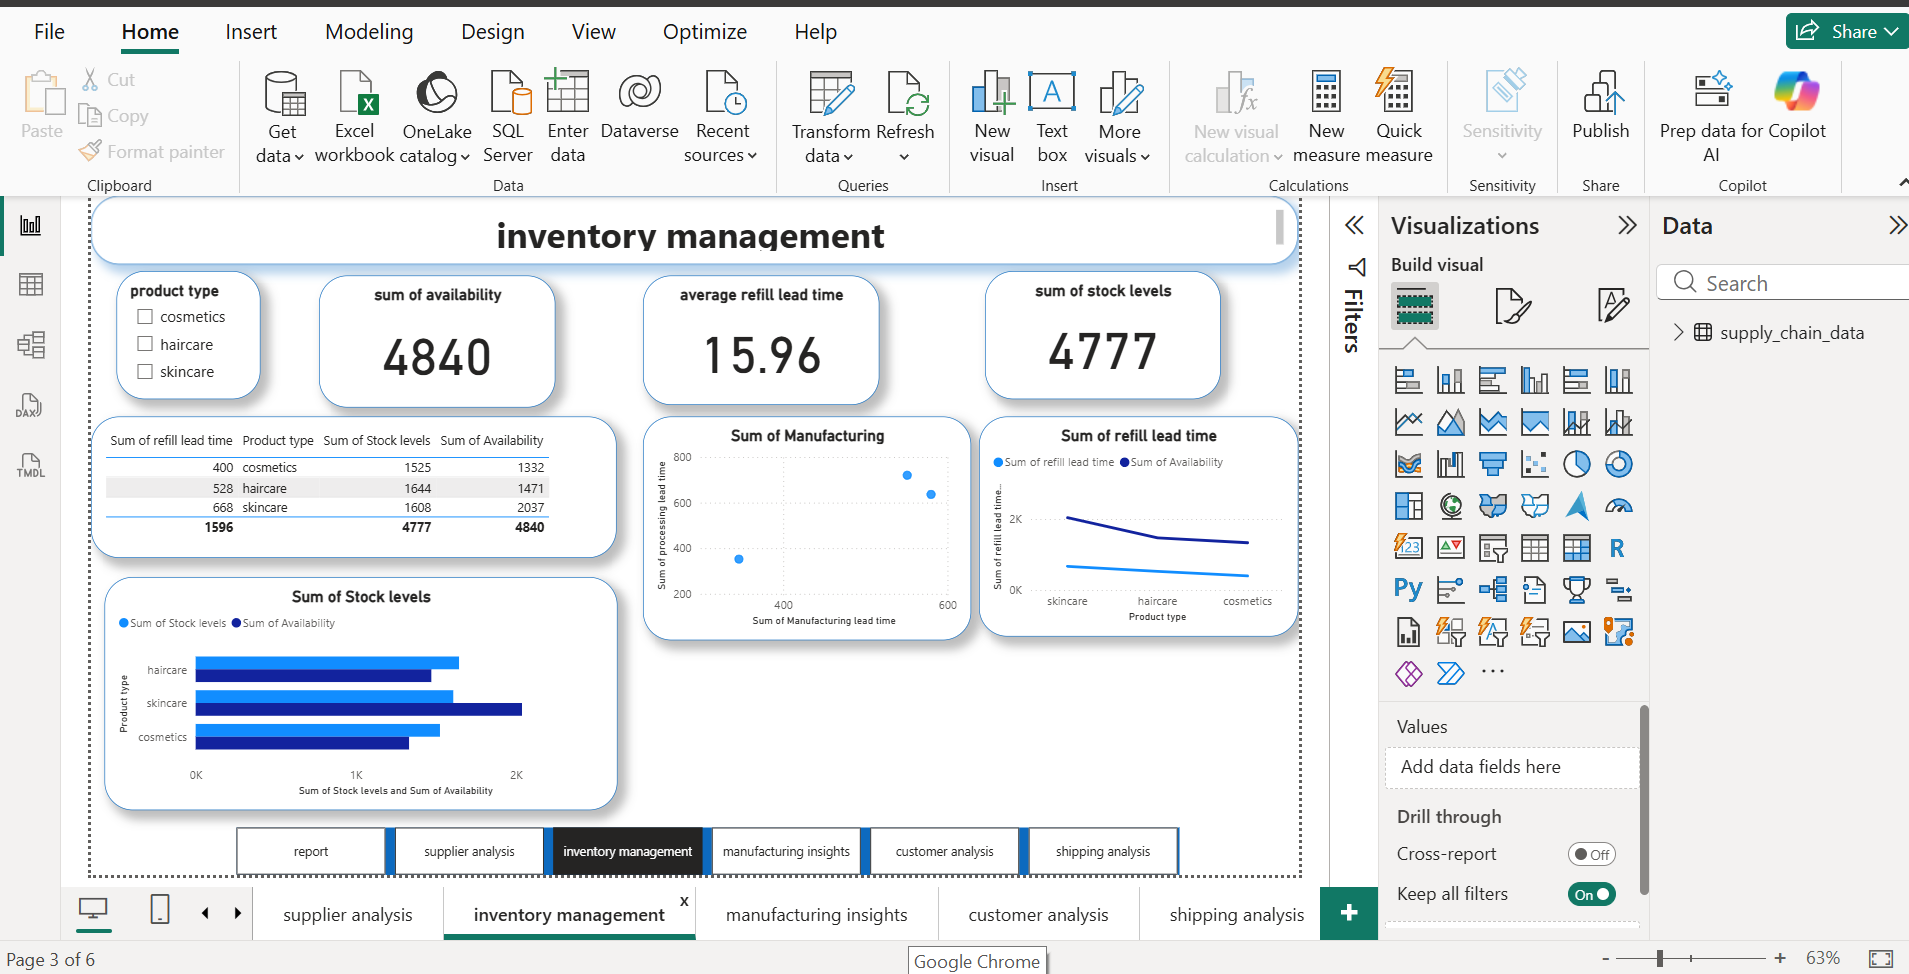 File Home Insert Modeling Design View Optimize Help Share
Paste
Cut
Copy
Format painter
Clipboard
Get data
Excel workbook
OneLake catalog
SQL Server
Enter data
Dataverse
Recent sources
Data
Transform data
Refresh
Queries
New visual
Text box
More visuals
Insert
New visual calculation
New measure
Quick measure
Calculations
Sensitivity
Sensitivity
Publish
Share
Prep data for AI
Copilot
Copilot
DAX
TMDL
inventory management
product type
cosmetics
haircare
skincare
sum of availability
4840
average refill lead time
15.96
sum of stock levels
4777
Sum of refill lead time Product type Sum of Stock levels Sum of Availability
400 cosmetics 1525 1332
528 haircare 1644 1471
668 skincare 1608 2037
1596 4777 4840
Sum of Manufacturing
Sum of processing lead time
800
600
400
200
400 600
Sum of Manufacturing lead time
Sum of refill lead time
Sum of refill lead time Sum of Availability
Sum of refill lead time...
2K
0K
skincare haircare cosmetics
Product type
Sum of Stock levels
Sum of Stock levels Sum of Availability
Product type
haircare
skincare
cosmetics
0K 1K 2K
Sum of Stock levels and Sum of Availability
report supplier analysis inventory management manufacturing insights customer analysis shipping analysis
Filters
Visualizations
Build visual
123
R
Py
Values
Add data fields here
Drill through
Cross-report Off
Keep all filters On
Data
Search
supply_chain_data
supplier analysis inventory management x manufacturing insights customer analysis shipping analysis +
Page 3 of 6
Google Chrome
- + 63%